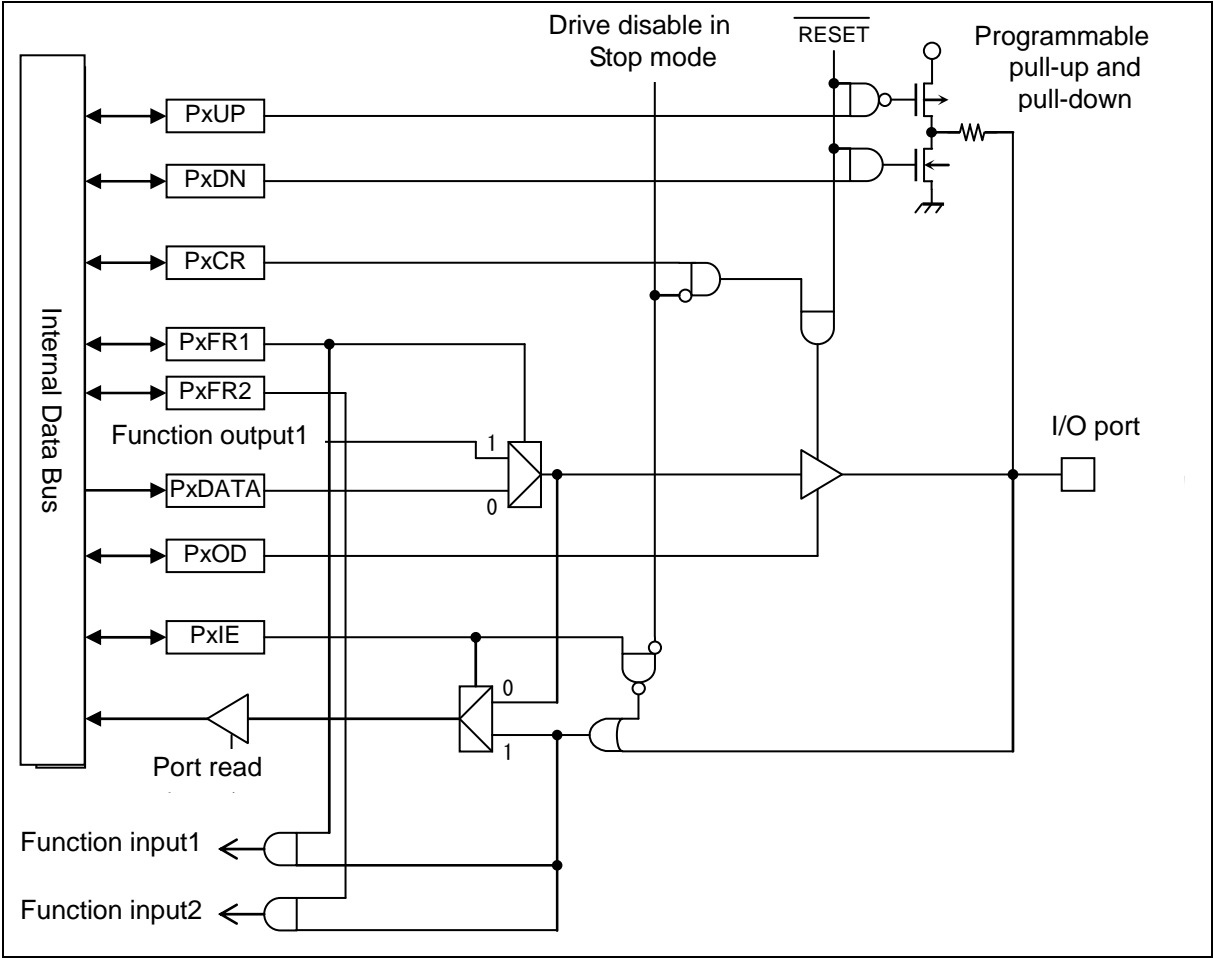 Drive disable in
Stop mode
RESET
Programmable
pull-up and
pull-down
PxUP
PxDN
PxCR
PxFR1
PxFR2
Internal Data Bus
Function output1
1
0
PxDATA
I/O port
PxOD
PxIE
0
1
Port read
Function input1
Function input2